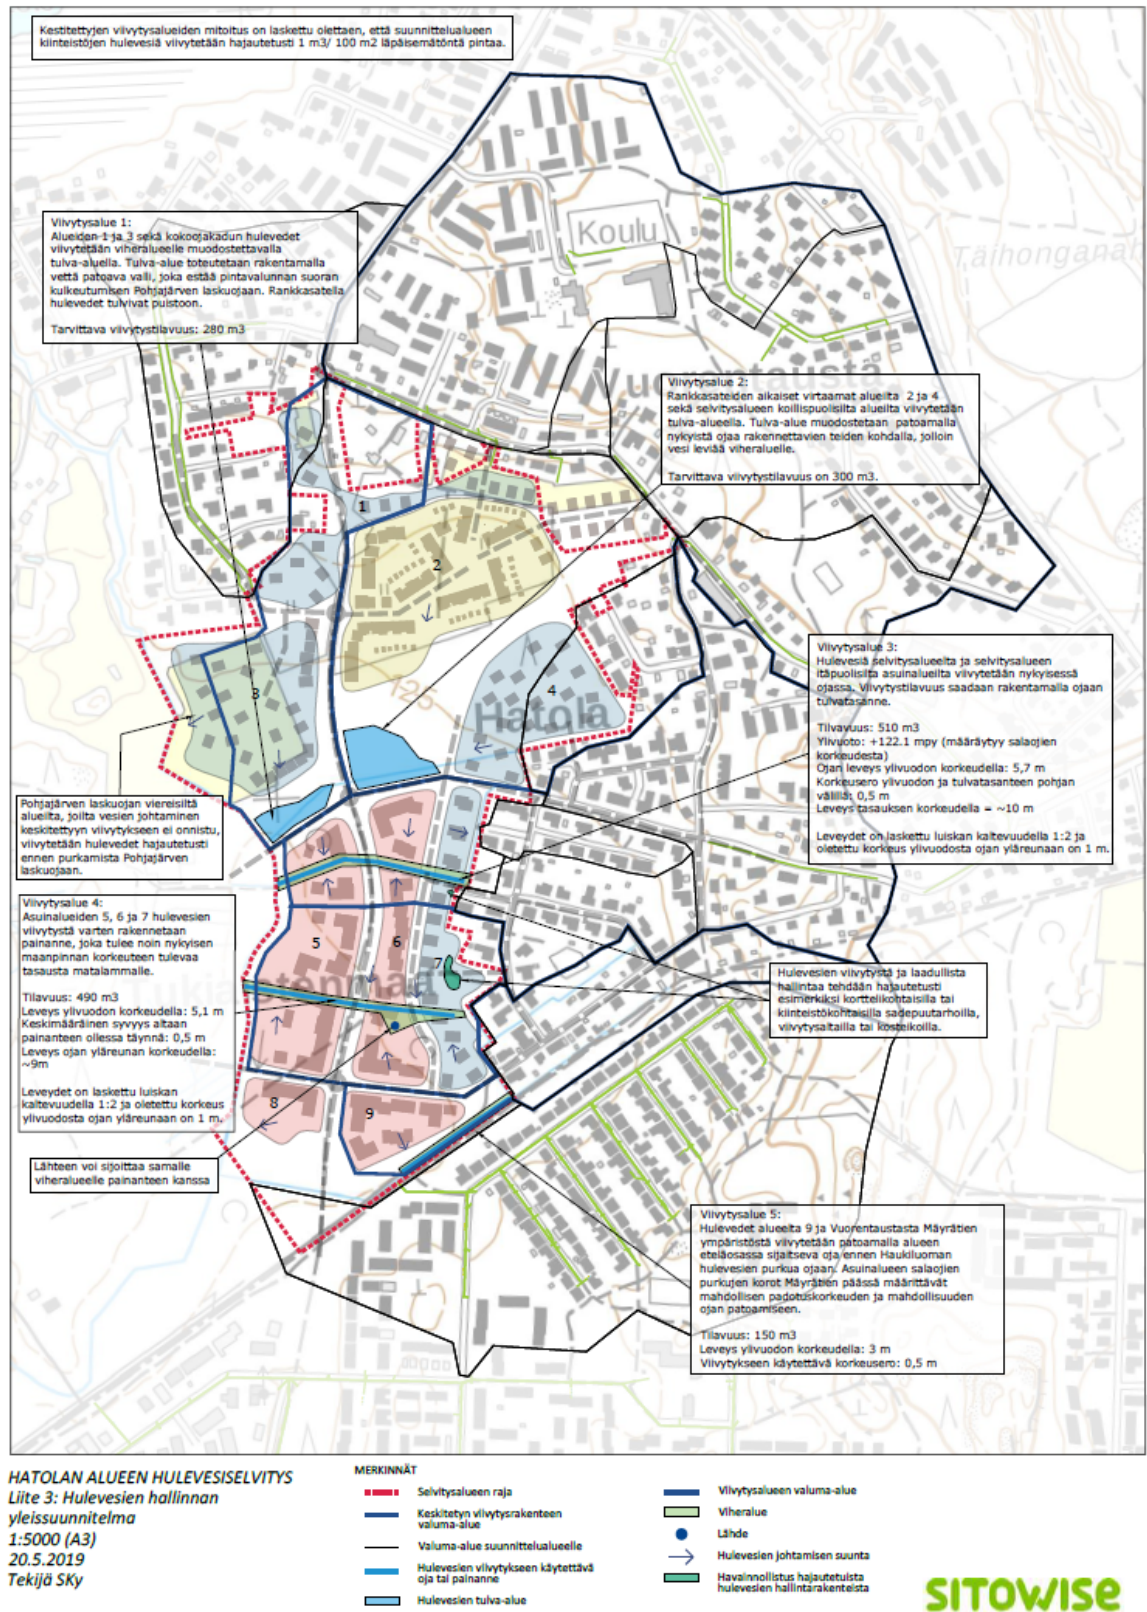 Kestitettyjen viivytysalueiden mitoitus on laskettu olettaen, että suunnittelualueen
kiinteistöjen hulevesiä viivytetään hajautetusti 1 m3/ 100 m2 läpäisemätöntä pintaa.
Koulu
Taihonganah
Viivytysalue 1:
Alueiden 1 ja 3 sekä kokoojakadun hulevedet
viivytetään viheralueelle muodostettavalla
tulva-aluella. Tulva-alue toteutetaan rakentamalla
vettä patoava valli, joka estää pintavalunnan suoran
kulkeutumisen Pohjajärven laskuojaan. Rankkasateella
hulevedet tulvivat puistoon.
Tarvittava viivytystilavuus: 280 m3
Vuorentausta
Viivytysalue 2:
Rankkasateiden aikaiset virtaamat alueilta 2 ja 4
sekä selvitysalueen koillispuolisilta alueilta viivytetään
tulva-alueella. Tulva-alue muodostetaan patoamalla
nykyistä ojaa rakennettavien teiden kohdalla, jolloin
vesi leviää viheraluelle.
Tarvittava viivytystilavuus on 300 m3.
1
2
3
4
125
Hatola
Viivytysalue 3:
Hulevesiä selvitysalueelta ja selvitysalueen
itäpuolisilta asuinalueilta viivytetään nykyisessä
ojassa. Viivytystilavuus saadaan rakentamalla ojaan
tulvatasanne.
Tilvavuus: 510 m3
Ylivuoto: +122.1 mpy (määräytyy salaojien
korkeudesta)
Ojan leveys ylivuodon korkeudella: 5,7 m
Korkeusero ylivuodon ja tulvatasanteen pohjan
välillä: 0,5 m
Leveys tasauksen korkeudella = ~10 m
Leveydet on laskettu luiskan kaltevuudella 1:2 ja
oletettu korkeus ylivuodosta ojan yläreunaan on 1 m.
Pohjajärven laskuojan viereisiltä
alueilta, joilta vesien johtaminen
keskitettyyn viivytykseen ei onnistu,
viivytetään hulevedet hajautetusti
ennen purkamista Pohjajärven
laskuojaan.
Viivytysalue 4:
Asuinalueiden 5, 6 ja 7 hulevesien
viivytystä varten rakennetaan
painanne, joka tulee noin nykyisen
maanpinnan korkeuteen tulevaa
tasausta matalammalle.
Tilavuus: 490 m3
Leveys ylivuodon korkeudella: 5,1 m
Keskimääräinen syvyys altaan
painanteen ollessa täynnä: 0,5 m
Leveys ojan yläreunan korkeudella:
~9m
Leveydet on laskettu luiskan
kaltevuudella 1:2 ja oletettu korkeus
ylivuodosta ojan yläreunaan on 1 m.
5
6
7
8
9
Hulevesien viivytystä ja laadullista
hallintaa tehdään hajautetusti
esimerkiksi korttelikohtaisilla tai
kiinteistökohtaisilla sadepuutarhoilla,
viivytysaltailla tai kosteikoilla.
Lähteen voi sijoittaa samalle
viheralueelle painanteen kanssa
Viivytysalue 5:
Hulevedet alueelta 9 ja Vuorentaustasta Mäyrätien
ympäristöstä viivytetään patoamalla alueen
eteläosassa sijaitseva oja ennen Haukiluoman
hulevesien purkua ojaan. Asuinalueen salaojien
purkujen korot Mäyrätien päässä määrittävät
mahdollisen padotuskorkeuden ja mahdollisuuden
ojan patoamiseen.
Tilavuus: 150 m3
Leveys ylivuodon korkeudella: 3 m
Viivytykseen käytettävä korkeusero: 0,5 m
HATOLAN ALUEEN HULEVESISELVITYS
Liite 3: Hulevesien hallinnan
yleissuunnitelma
1:5000 (A3)
20.5.2019
Tekijä SKy
MERKINNÄT
Selvitysalueen raja
Keskitetyn viivytysrakenteen
valuma-alue
Valuma-alue suunnittelualueelle
Hulevesien viivytykseen käytettävä
oja tai painanne
Hulevesien tulva-alue
Viivytysalueen valuma-alue
Viheralue
Lähde
Hulevesien johtamisen suunta
Havainnollistus hajautetuista
hulevesien hallintarakenteista
SITOWISE